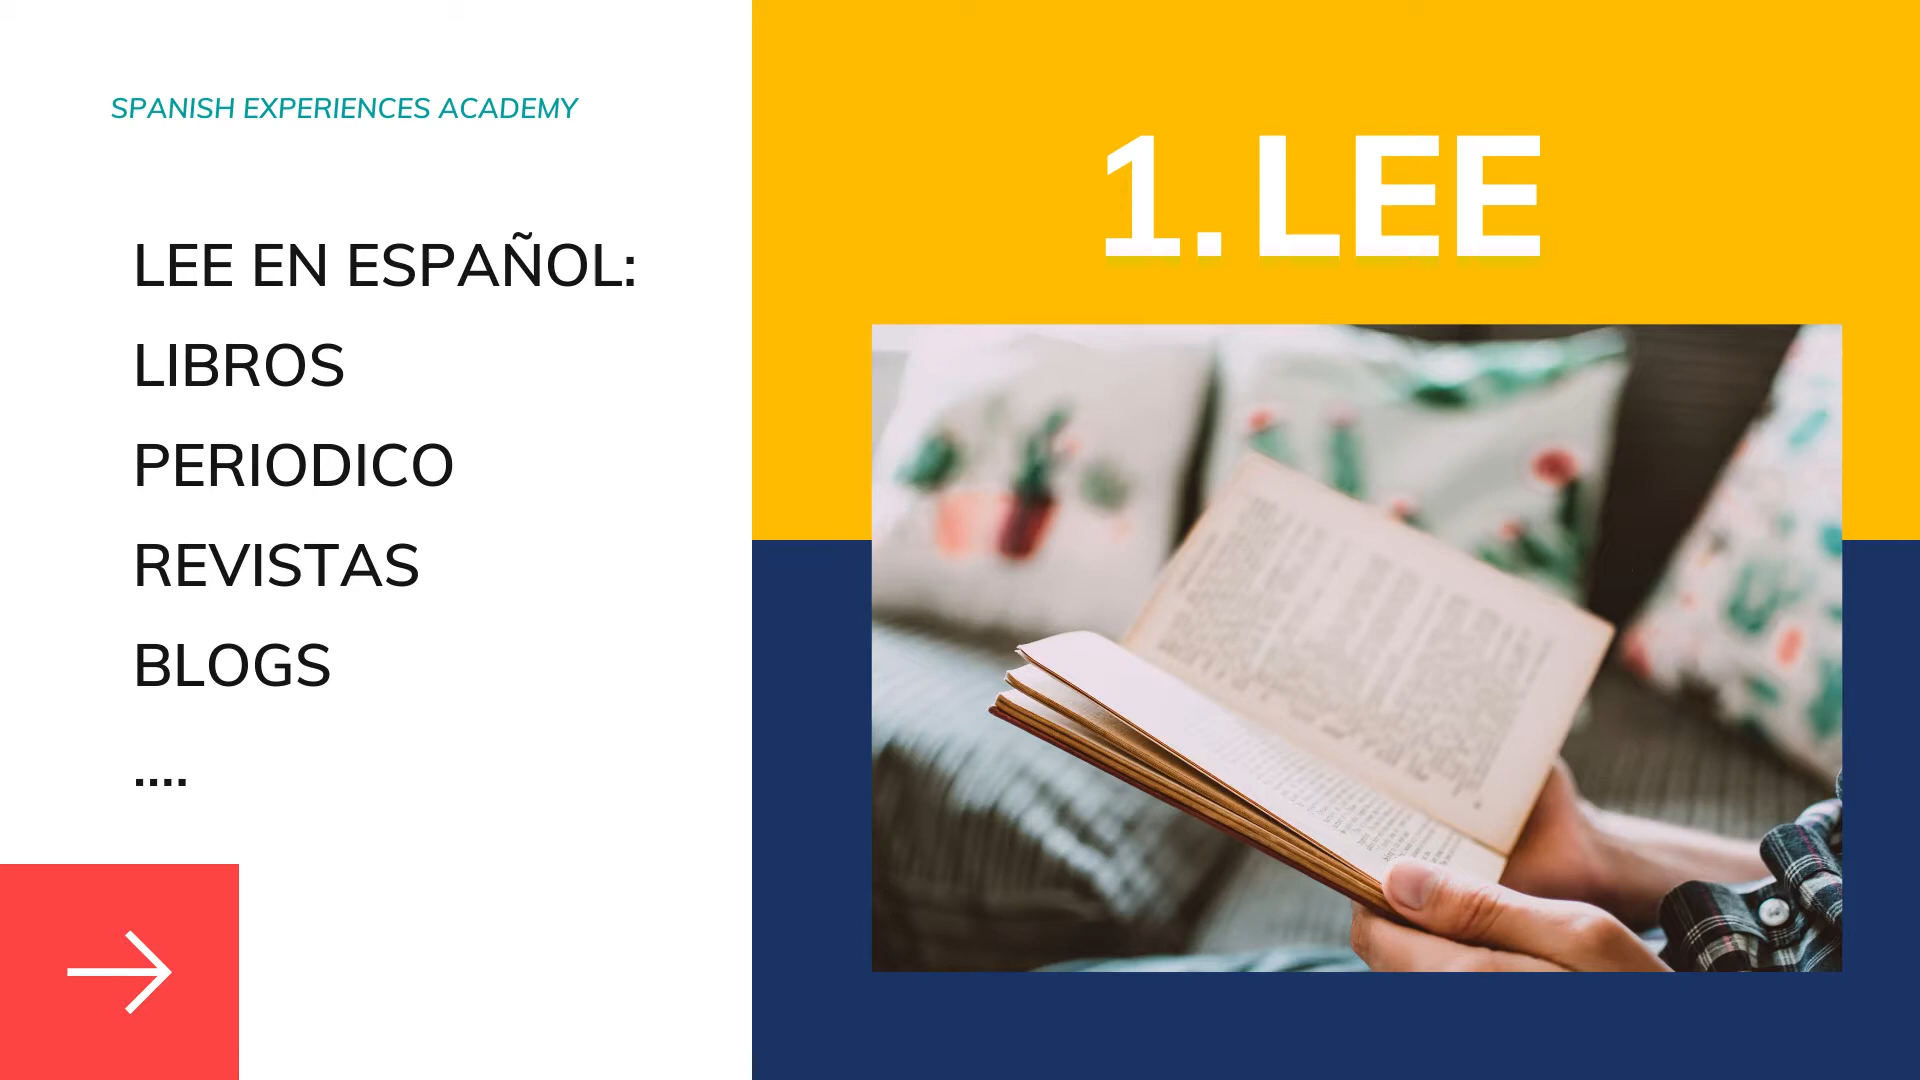 SPANISH EXPERIENCES ACADEMY
LEE EN ESPAÑOL:
LIBROS
PERIODICO
REVISTAS
BLOGS
....
1. LEE